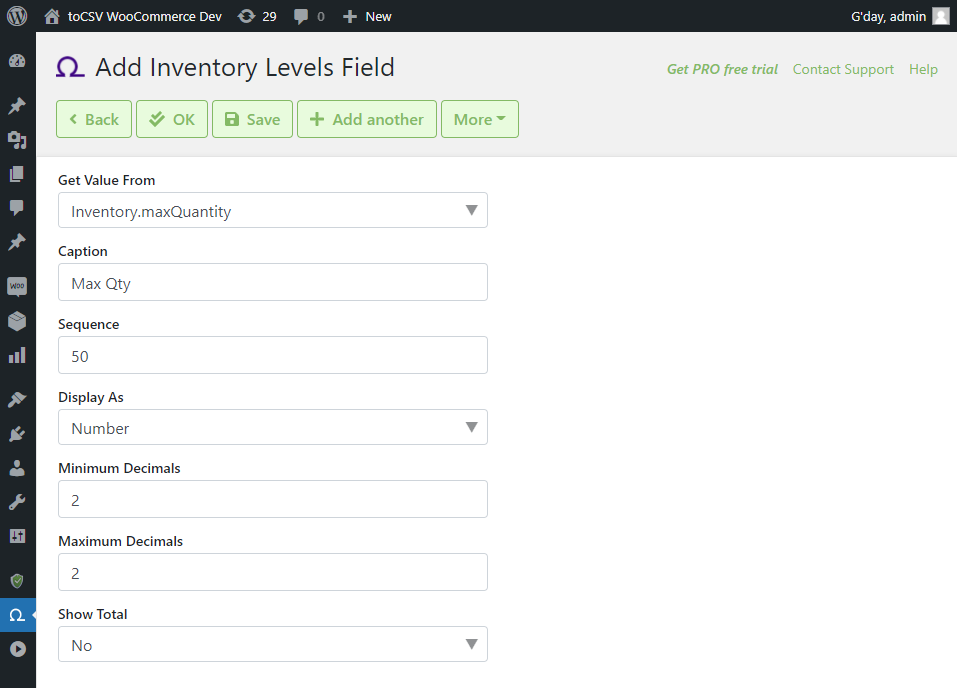 toCSV WooCommerce Dev 29 0 New G'day, admin
Ω Add Inventory Levels Field
Get PRO free trial Contact Support Help
Back OK Save Add another More
Get Value From
Inventory.maxQuantity
Caption
Max Qty
Sequence
50
Display As
Number
Minimum Decimals
2
Maximum Decimals
2
Show Total
No
woo
Ω